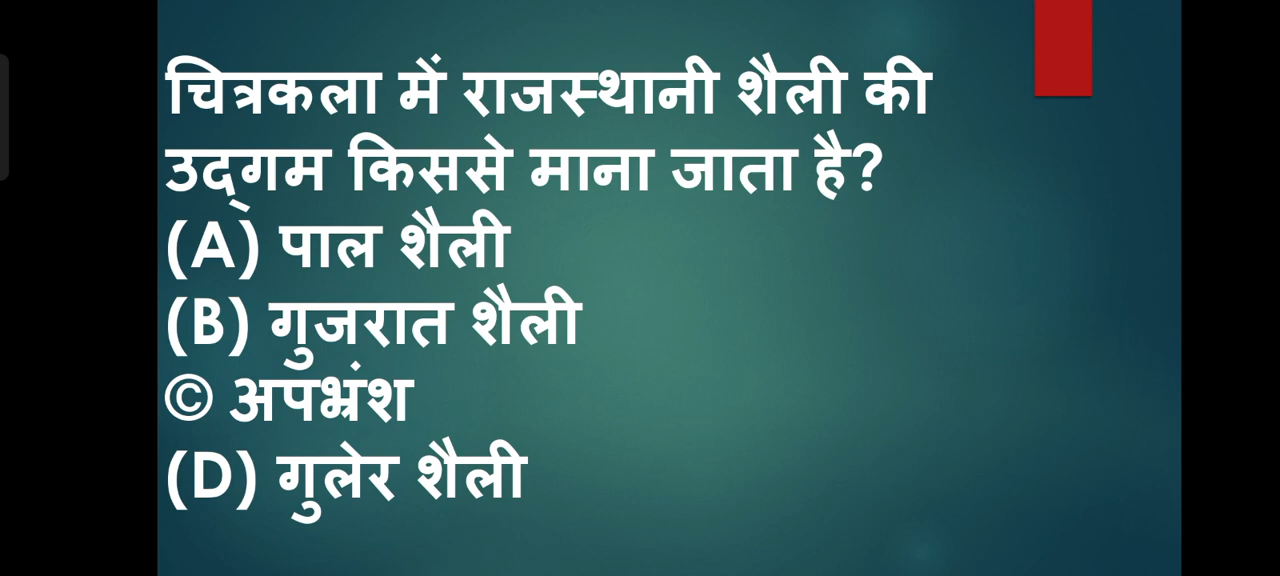 चित्रकला में राजस्थानी शैली की
उद्गम किससे माना जाता है?
(A) पाल शैली
(B) गुजरात शैली
© अपभ्रंश
(D) गुलेर शैली